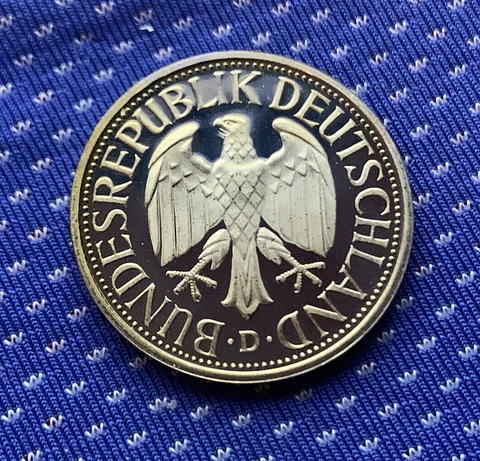 BUNDESREPUBLIK DEUTSCHLAND
· D ·